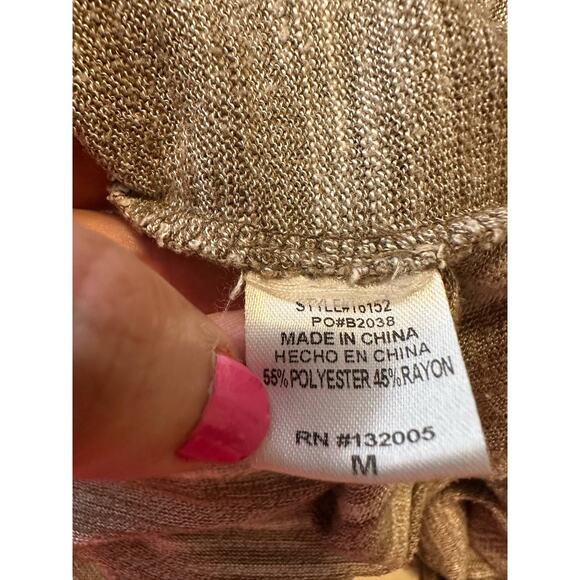 STYLE#16152
PO#B2038
MADE IN CHINA
HECHO EN CHINA
55% POLYESTER 45% RAYON
RN #132005
M